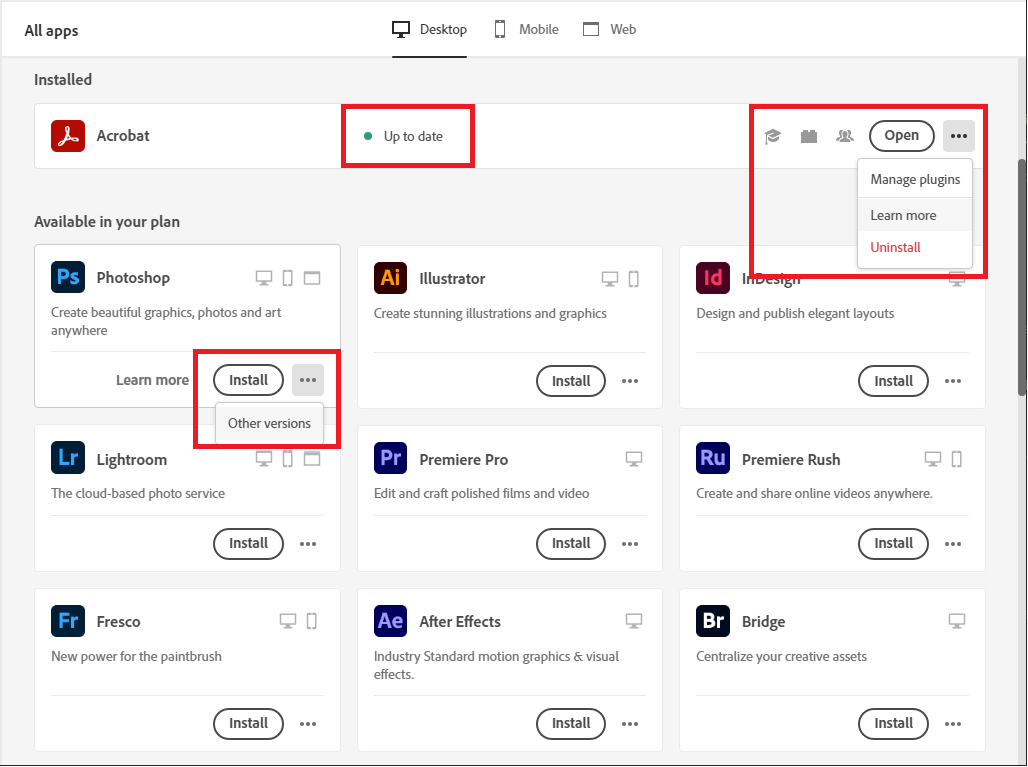 All apps
Desktop
Mobile
Web
Installed
Acrobat
Up to date
Open
Manage plugins
Learn more
Uninstall
Available in your plan
Ps
Photoshop
Create beautiful graphics, photos and art
anywhere
Learn more
Install
Other versions
Ai
Illustrator
Create stunning illustrations and graphics
Install
Id
InDesign
Design and publish elegant layouts
Install
Lr
Lightroom
The cloud-based photo service
Install
Pr
Premiere Pro
Edit and craft polished films and video
Install
Ru
Premiere Rush
Create and share online videos anywhere.
Install
Fr
Fresco
New power for the paintbrush
Install
Ae
After Effects
Industry Standard motion graphics & visual
effects.
Install
Br
Bridge
Centralize your creative assets
Install